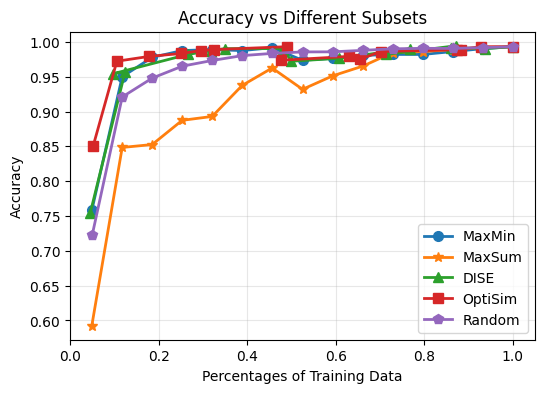 Accuracy vs Different Subsets
1.00
0.95
0.90
0.85
0.80
0.75
0.70
0.65
0.60
Accuracy
MaxMin
MaxSum
DISE
OptiSim
Random
0.0 0.2 0.4 0.6 0.8 1.0
Percentages of Training Data